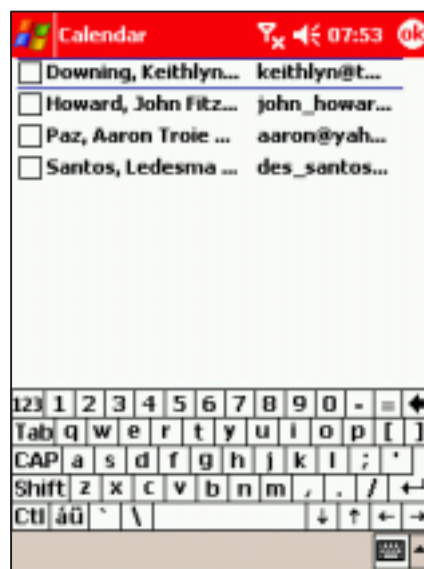 Calendar 07:53 ok
Downing, Keithlyn... keithlyn@t...
Howard, John Fitz... john_howar...
Paz, Aaron Troie ... aaron@yah...
Santos, Ledesma ... des_santos...
123 1 2 3 4 5 6 7 8 9 0 - = ←
Tab q w e r t y u i o p [ ]
CAP a s d f g h j k l ; '
Shift z x c v b n m , . / ↵
Ctl áü ` \ ↓ ↑ ← →